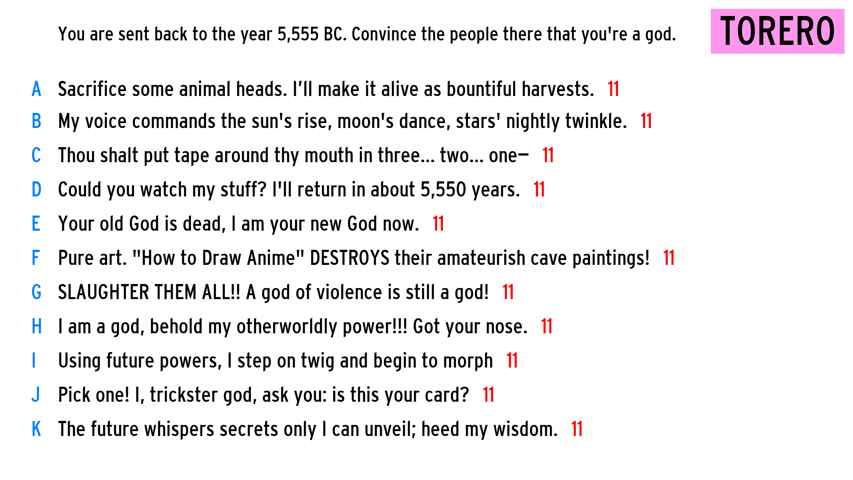 You are sent back to the year 5,555 BC. Convince the people there that you're a god.
TORERO
A Sacrifice some animal heads. I'll make it alive as bountiful harvests. 11
B My voice commands the sun's rise, moon's dance, stars' nightly twinkle. 11
C Thou shalt put tape around thy mouth in three... two... one— 11
D Could you watch my stuff? I'll return in about 5,550 years. 11
E Your old God is dead, I am your new God now. 11
F Pure art. "How to Draw Anime" DESTROYS their amateurish cave paintings! 11
G SLAUGHTER THEM ALL!! A god of violence is still a god! 11
H I am a god, behold my otherworldly power!!! Got your nose. 11
I Using future powers, I step on twig and begin to morph 11
J Pick one! I, trickster god, ask you: is this your card? 11
K The future whispers secrets only I can unveil; heed my wisdom. 11